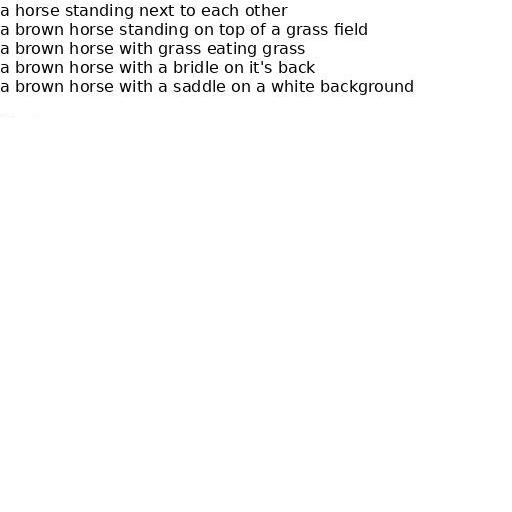 a horse standing next to each other
a brown horse standing on top of a grass field
a brown horse with grass eating grass
a brown horse with a bridle on it's back
a brown horse with a saddle on a white background